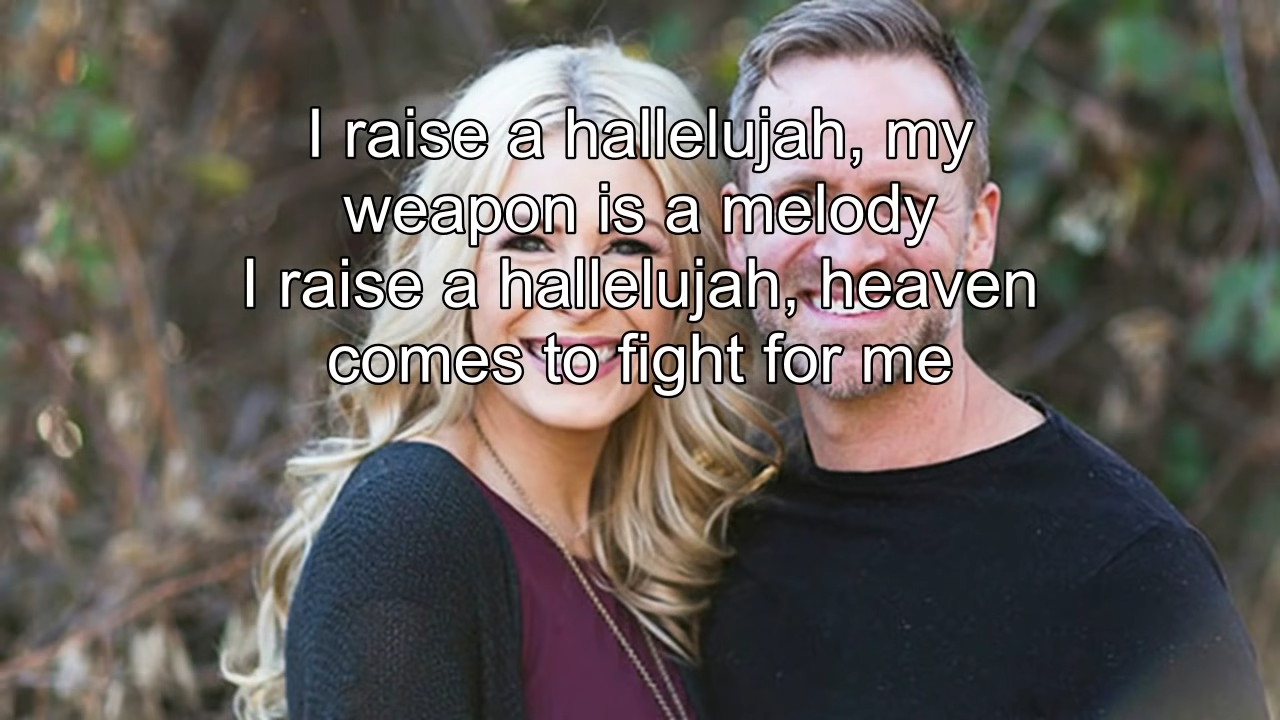 I raise a hallelujah, my
weapon is a melody
I raise a hallelujah, heaven
comes to fight for me